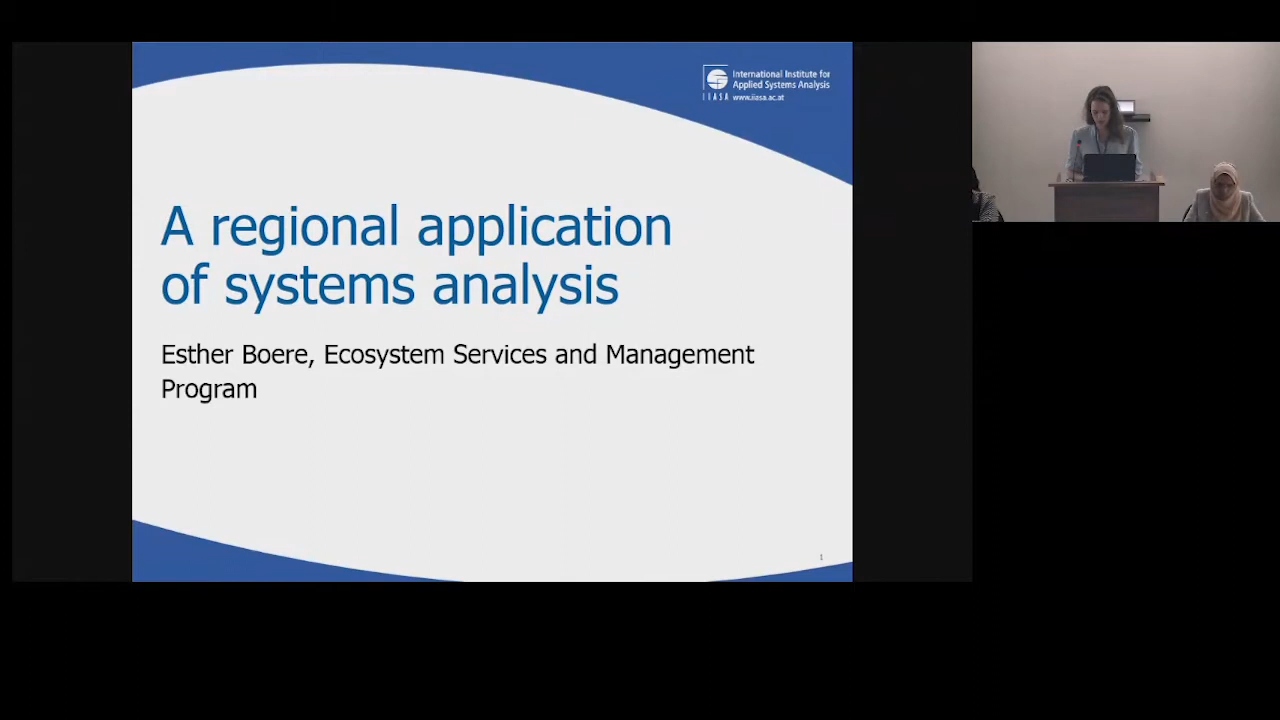 International Institute for
Applied Systems Analysis
IIASA www.iiasa.ac.at
A regional application
of systems analysis
Esther Boere, Ecosystem Services and Management
Program
1